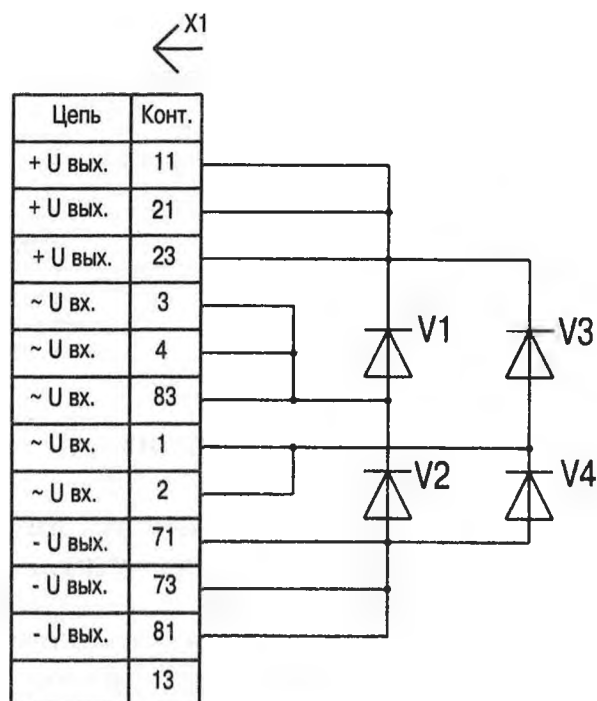 X1
Цепь Конт.
+ U вых. 11
+ U вых. 21
+ U вых. 23
~ U вх. 3
~ U вх. 4
~ U вх. 83
~ U вх. 1
~ U вх. 2
- U вых. 71
- U вых. 73
- U вых. 81
13
V1
V3
V2
V4